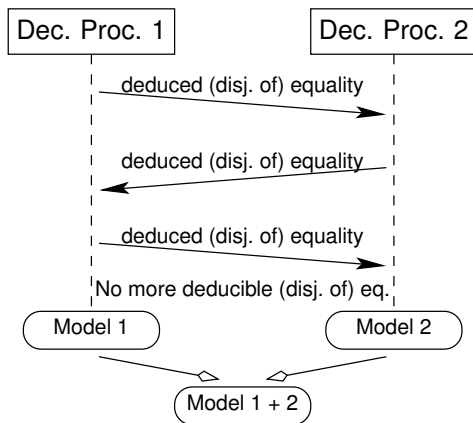 Dec. Proc. 1 Dec. Proc. 2
deduced (disj. of) equality
deduced (disj. of) equality
deduced (disj. of) equality
No more deducible (disj. of) eq.
Model 1 Model 2
Model 1 + 2